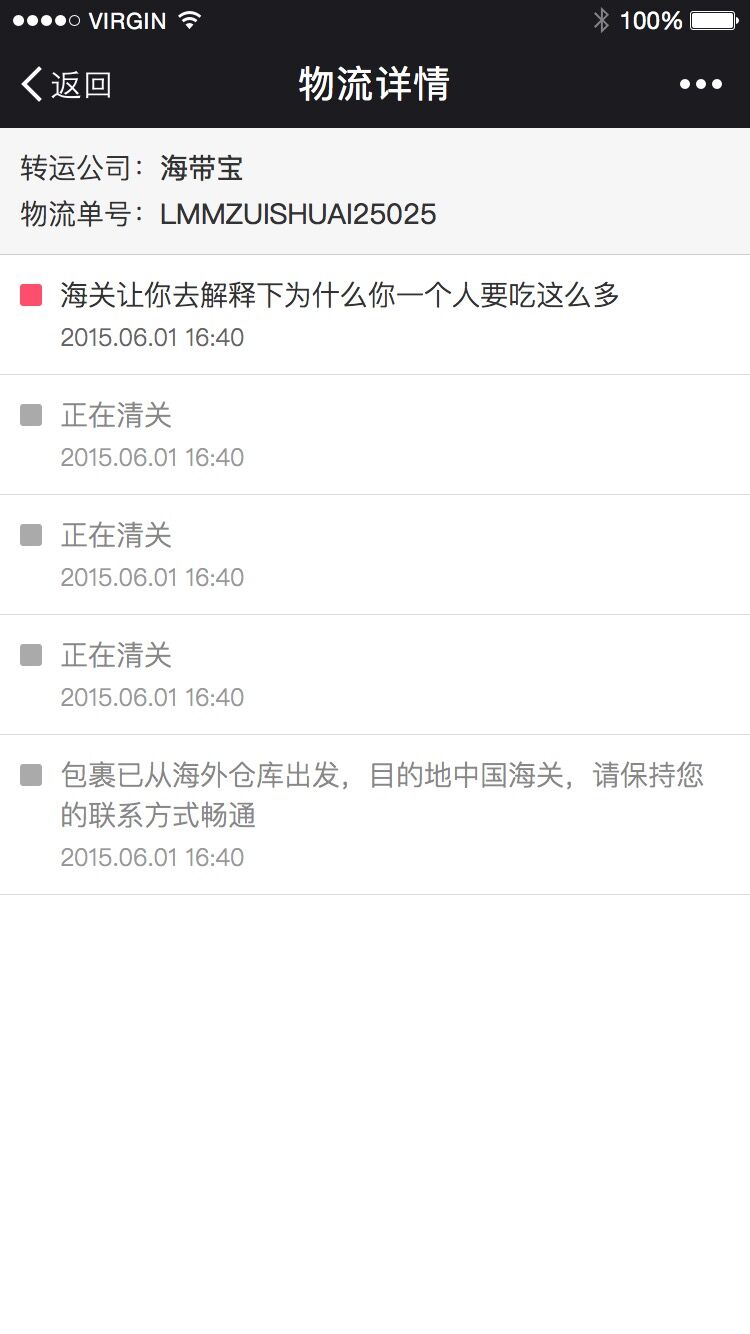 VIRGIN 100%
返回 物流详情
转运公司：海带宝
物流单号：LMMZUISHUAI25025
海关让你去解释下为什么你一个人要吃这么多
2015.06.01 16:40
正在清关
2015.06.01 16:40
正在清关
2015.06.01 16:40
正在清关
2015.06.01 16:40
包裹已从海外仓库出发，目的地中国海关，请保持您
的联系方式畅通
2015.06.01 16:40